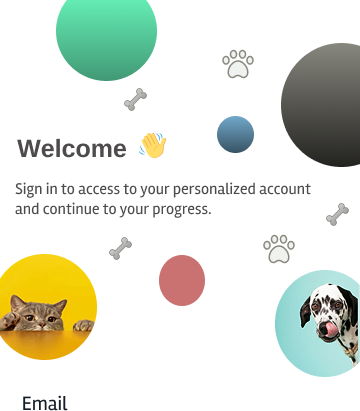 Welcome 👋
Sign in to access to your personalized account
and continue to your progress.
Email